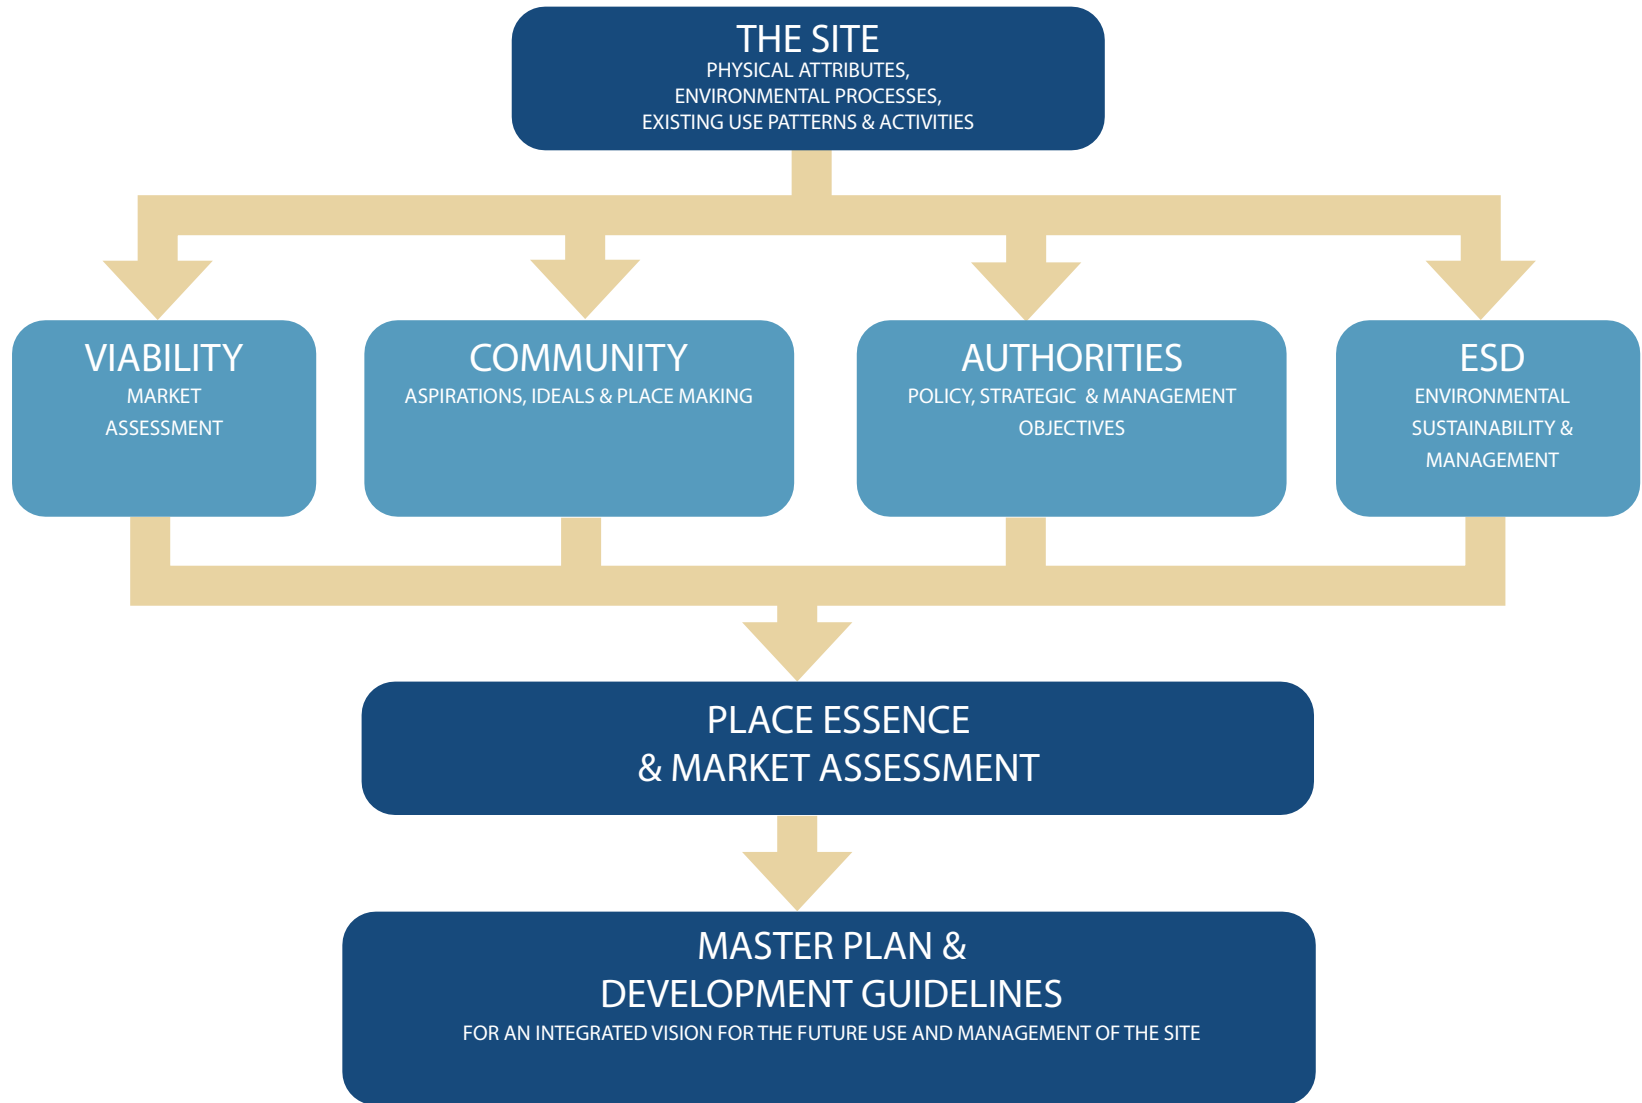 THE SITE
PHYSICAL ATTRIBUTES,
ENVIRONMENTAL PROCESSES,
EXISTING USE PATTERNS & ACTIVITIES
VIABILITY
MARKET
ASSESSMENT
COMMUNITY
ASPIRATIONS, IDEALS & PLACE MAKING
AUTHORITIES
POLICY, STRATEGIC & MANAGEMENT
OBJECTIVES
ESD
ENVIRONMENTAL
SUSTAINABILITY &
MANAGEMENT
PLACE ESSENCE
& MARKET ASSESSMENT
MASTER PLAN &
DEVELOPMENT GUIDELINES
FOR AN INTEGRATED VISION FOR THE FUTURE USE AND MANAGEMENT OF THE SITE